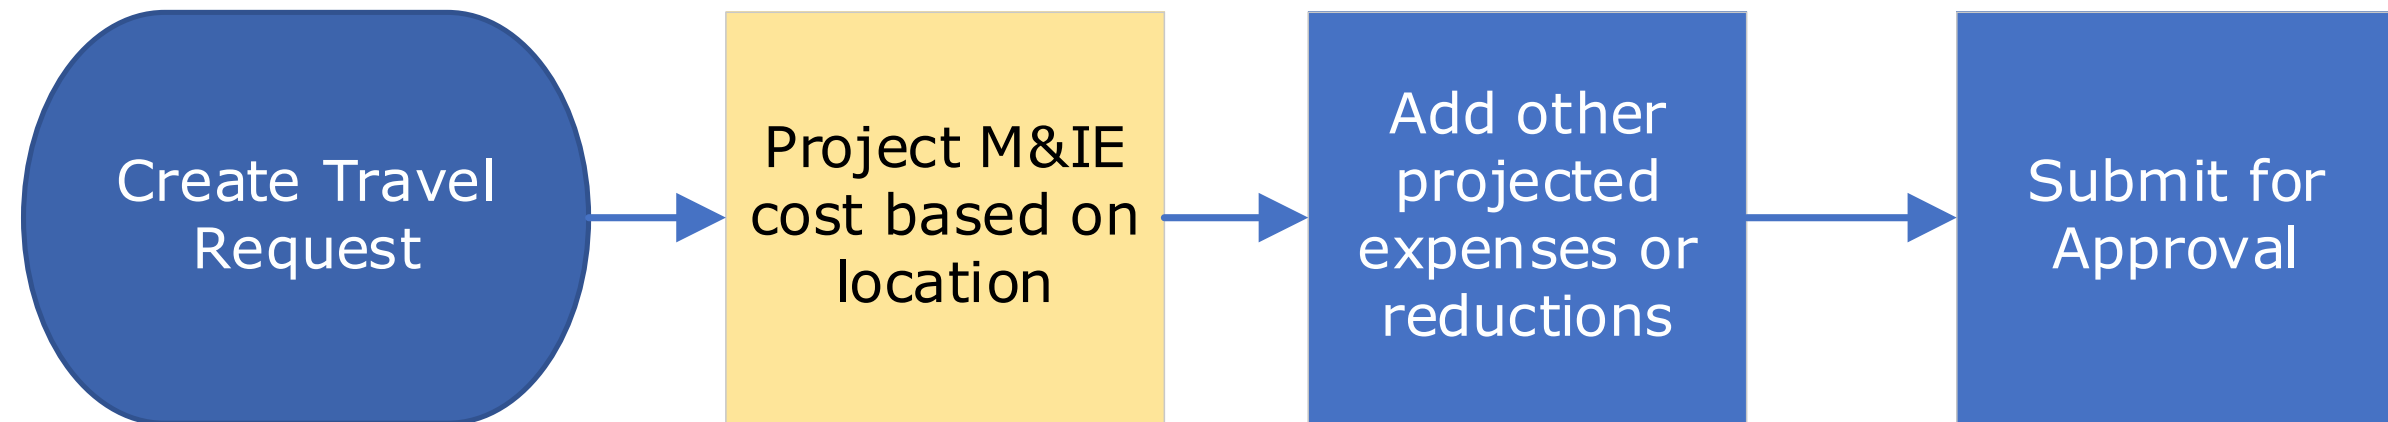 Create Travel
Request
Project M&IE
cost based on
location
Add other
projected
expenses or
reductions
Submit for
Approval